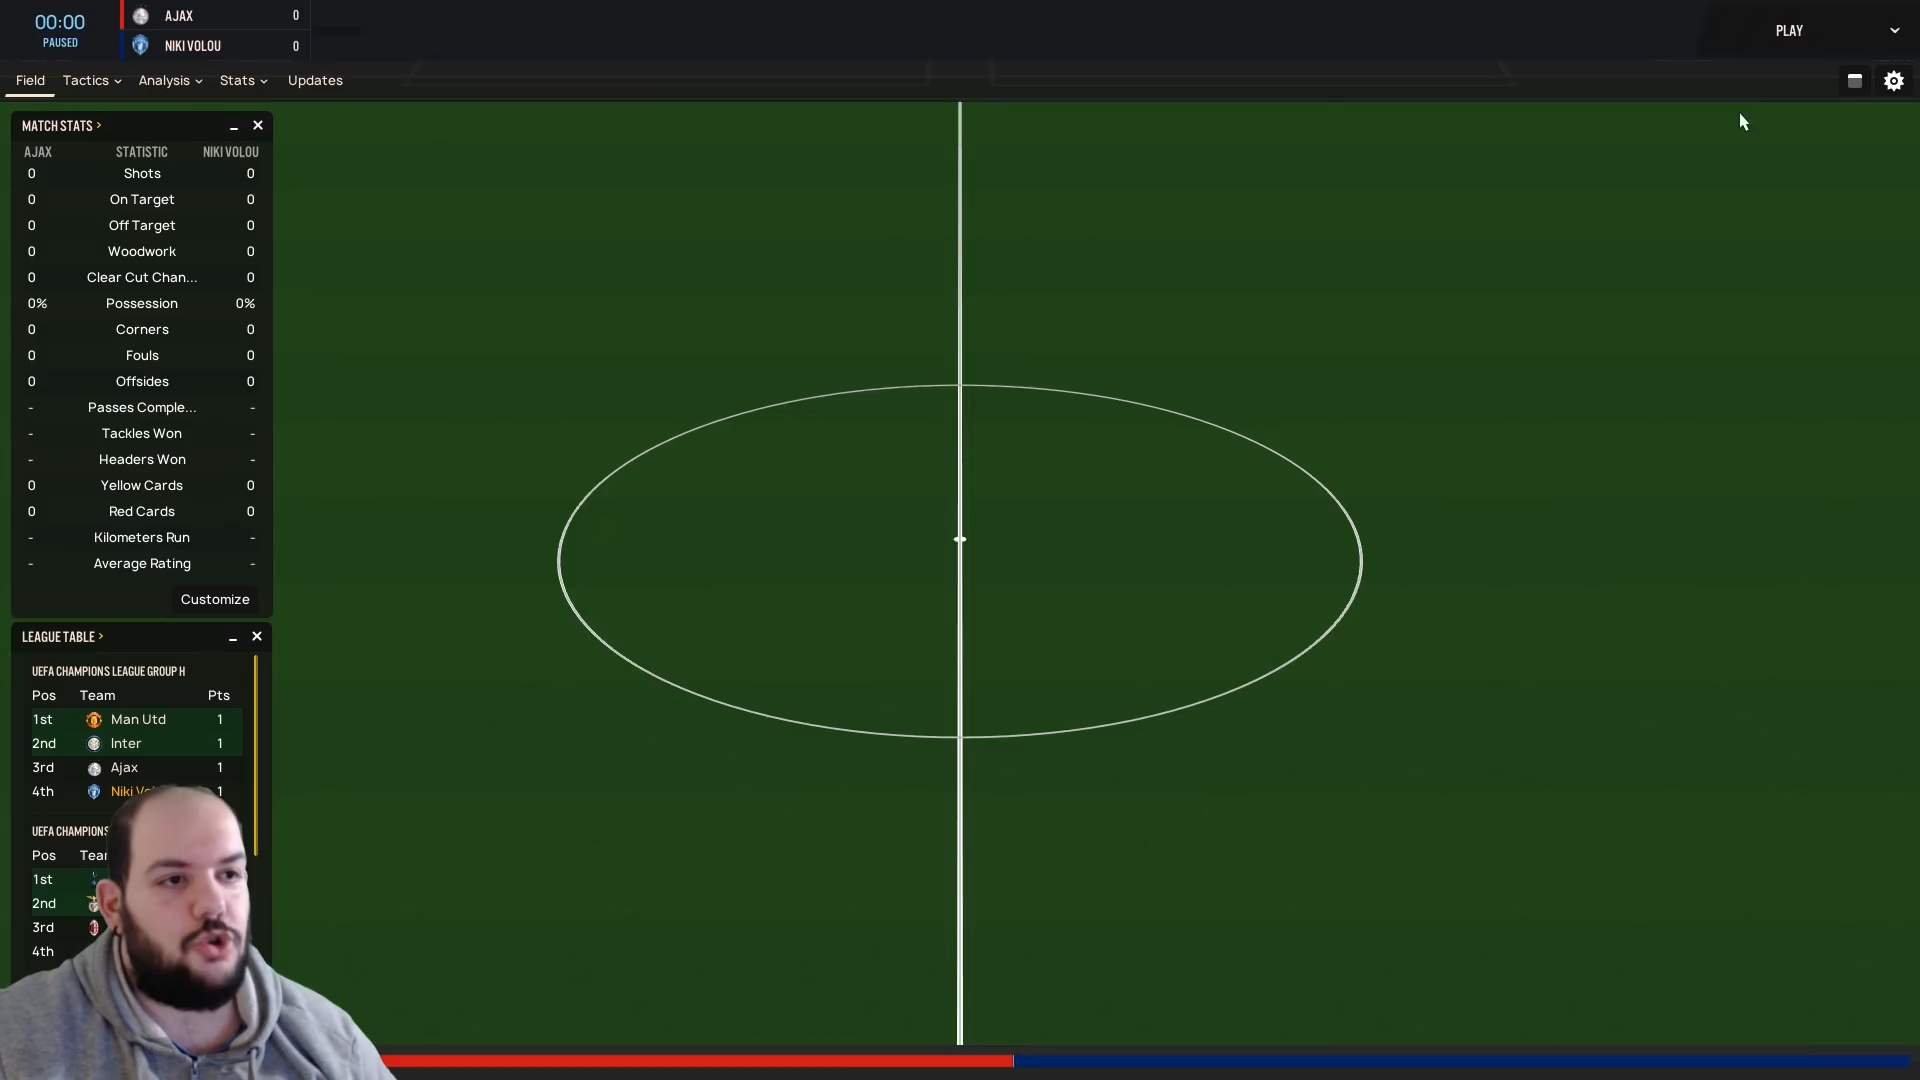 00:00
PAUSED
AJAX 0
NIKI VOLOU 0
PLAY
Field Tactics Analysis Stats Updates
MATCH STATS >
AJAX STATISTIC NIKI VOLOU
0 Shots 0
0 On Target 0
0 Off Target 0
0 Woodwork 0
0 Clear Cut Chan... 0
0% Possession 0%
0 Corners 0
0 Fouls 0
0 Offsides 0
- Passes Comple... -
- Tackles Won -
- Headers Won -
0 Yellow Cards 0
0 Red Cards 0
- Kilometers Run -
- Average Rating -
Customize
LEAGUE TABLE >
UEFA CHAMPIONS LEAGUE GROUP H
Pos Team Pts
1st Man Utd 1
2nd Inter 1
3rd Ajax 1
4th Niki 1
UEFA CHAMPIONS
Pos
1st
2nd
3rd
4th